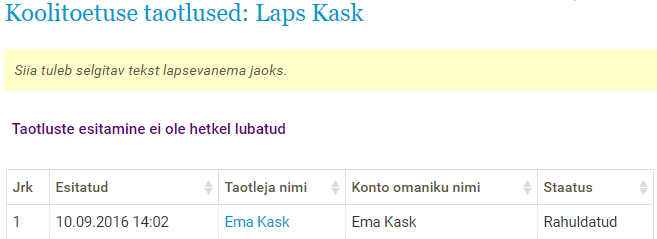 Koolitoetuse taotlused: Laps Kask
Siia tuleb selgitav tekst lapsevanema jaoks.
Taotluste esitamine ei ole hetkel lubatud
Jrk Esitatud Taotleja nimi Konto omaniku nimi Staatus
1 10.09.2016 14:02 Ema Kask Ema Kask Rahuldatud